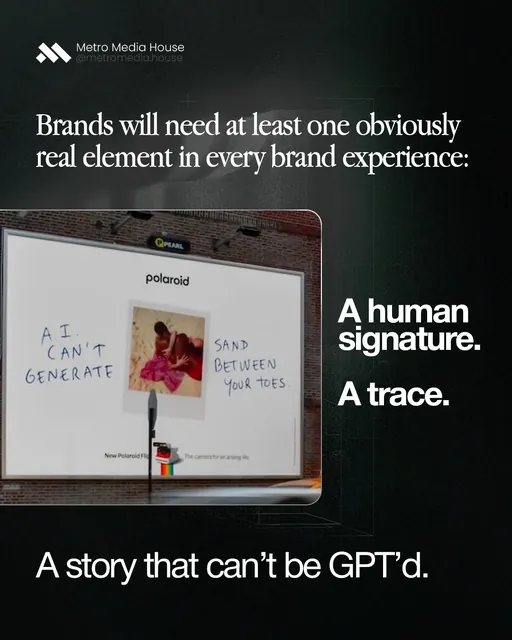 Metro Media House
@metromedia.house
Brands will need at least one obviously
real element in every brand experience:
PEARL
polaroid
A.I.
CAN'T
GENERATE
SAND
BETWEEN
YOUR TOES.
New Polaroid Flip
The camera for an analog life
A human
signature.
A trace.
A story that can't be GPT'd.